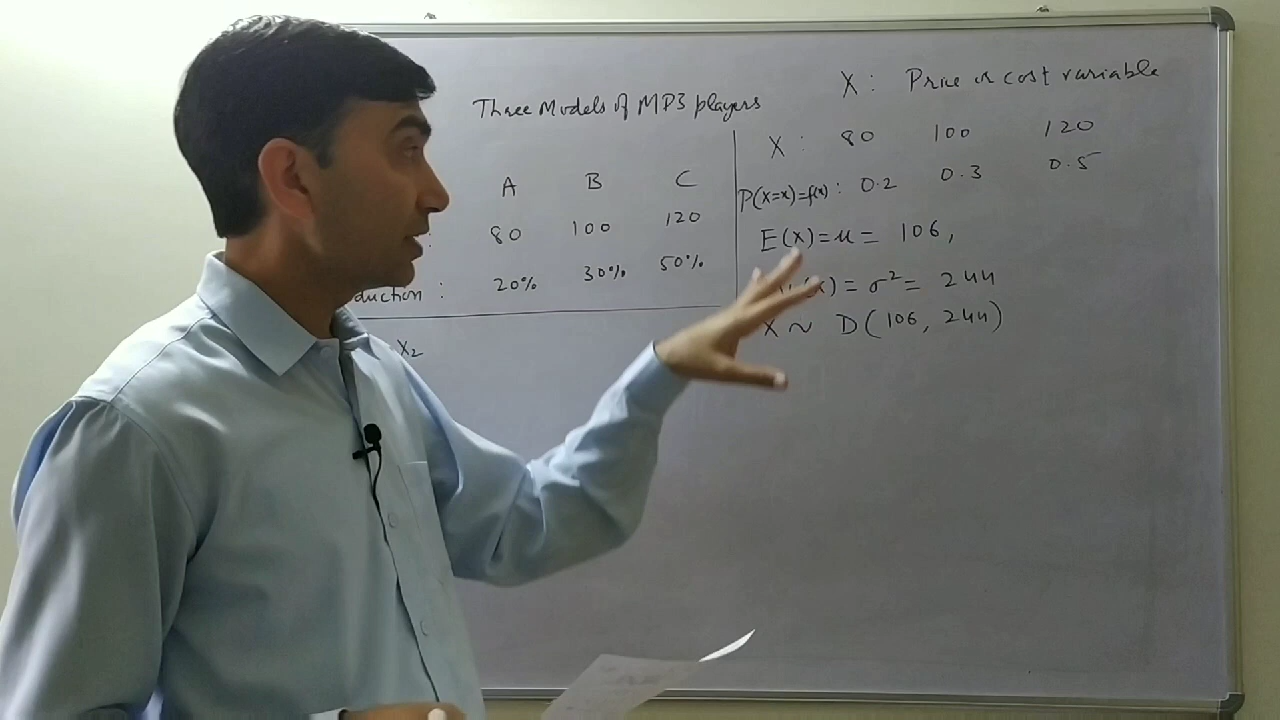 X : Price or cost variable
Three Models of MP3 players
A B C
80 100 120
20% 30% 50%
X2
X : 80 100 120
P(X=x)=f(x) : 0.2 0.3 0.5
E(X)=μ= 106,
(x) = σ²= 244
X ~ D(106, 244)